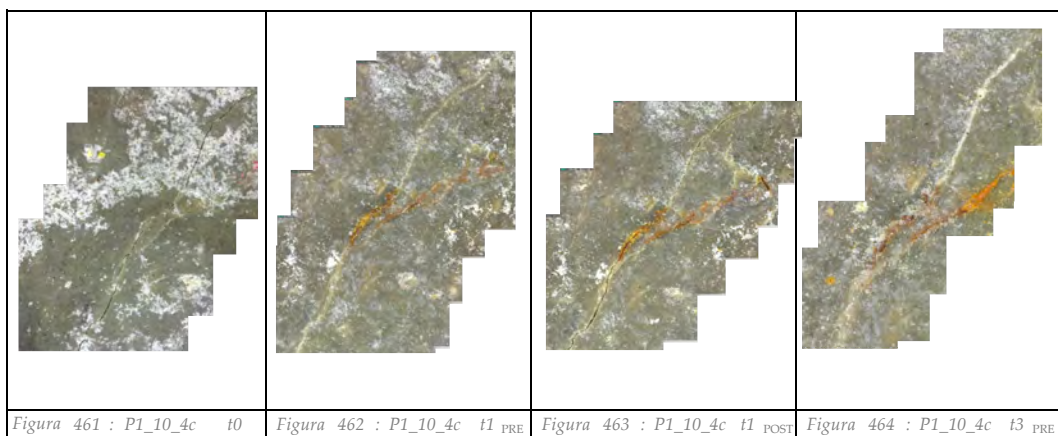 Figura 461 : P1_10_4c t0
Figura 462 : P1_10_4c t1 PRE
Figura 463 : P1_10_4c t1 POST
Figura 464 : P1_10_4c t3 PRE